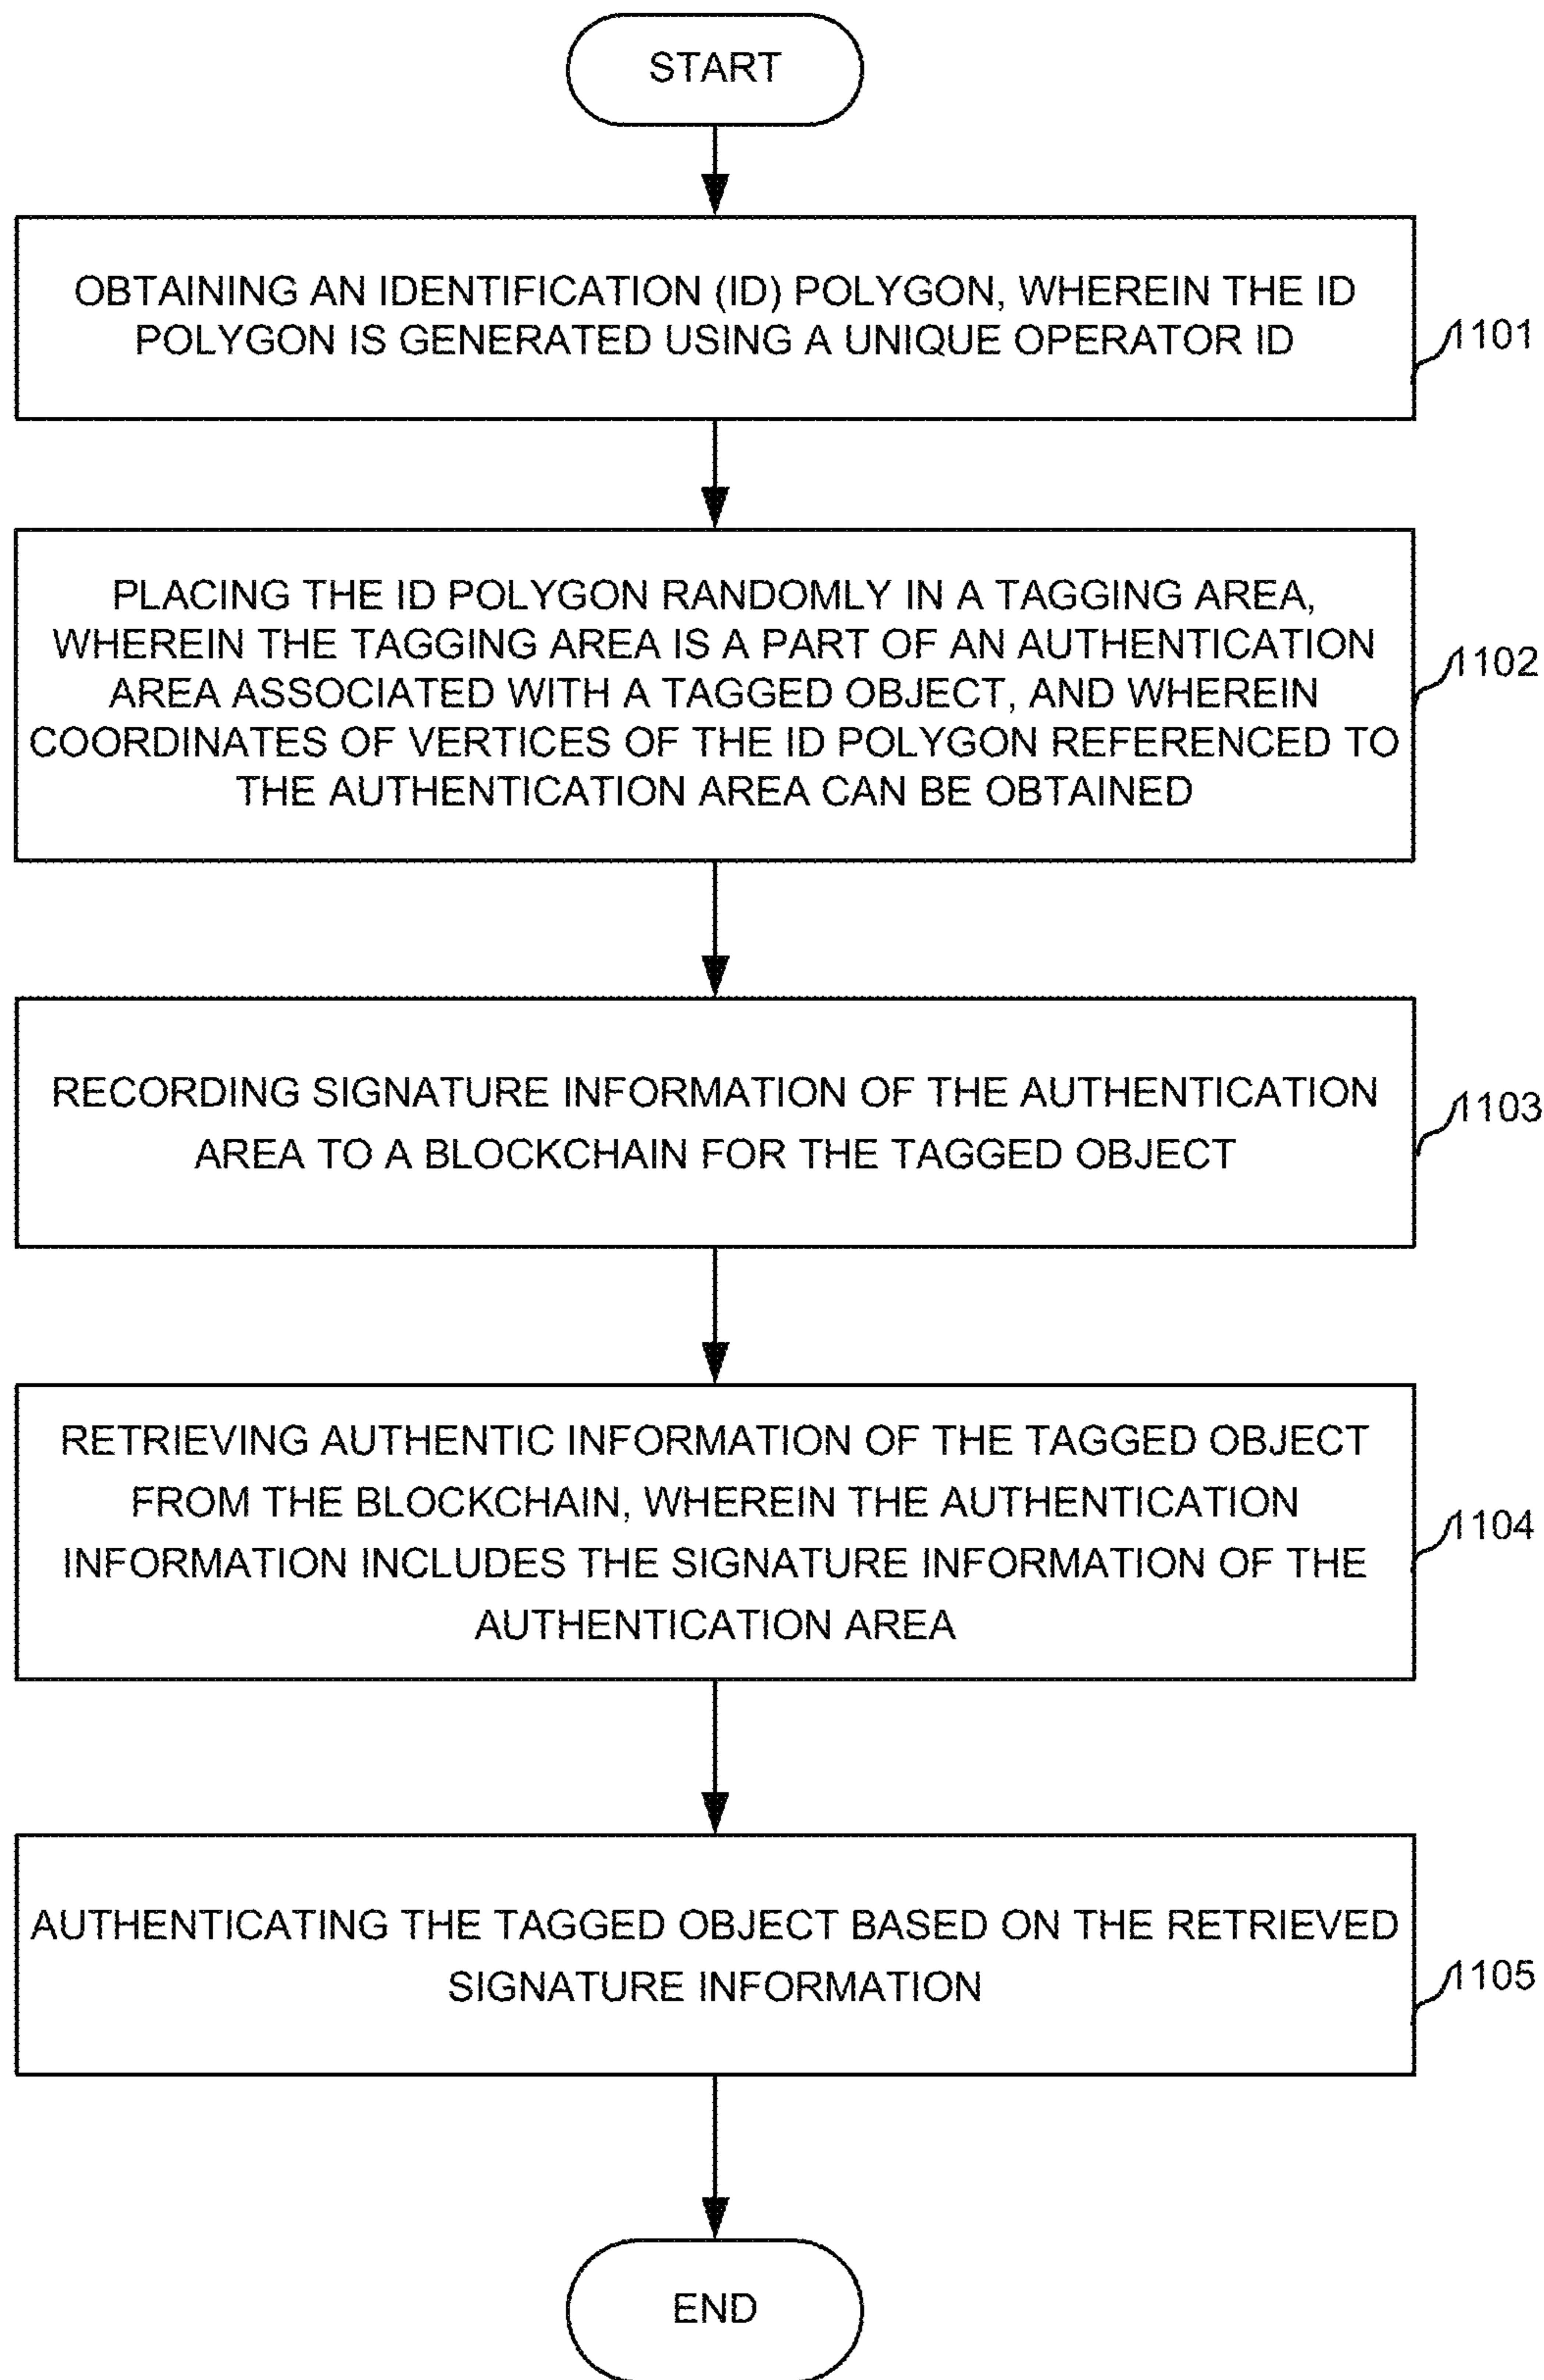 START
OBTAINING AN IDENTIFICATION (ID) POLYGON, WHEREIN THE ID
POLYGON IS GENERATED USING A UNIQUE OPERATOR ID
1101
PLACING THE ID POLYGON RANDOMLY IN A TAGGING AREA,
WHEREIN THE TAGGING AREA IS A PART OF AN AUTHENTICATION
AREA ASSOCIATED WITH A TAGGED OBJECT, AND WHEREIN
COORDINATES OF VERTICES OF THE ID POLYGON REFERENCED TO
THE AUTHENTICATION AREA CAN BE OBTAINED
1102
RECORDING SIGNATURE INFORMATION OF THE AUTHENTICATION
AREA TO A BLOCKCHAIN FOR THE TAGGED OBJECT
1103
RETRIEVING AUTHENTIC INFORMATION OF THE TAGGED OBJECT
FROM THE BLOCKCHAIN, WHEREIN THE AUTHENTICATION
INFORMATION INCLUDES THE SIGNATURE INFORMATION OF THE
AUTHENTICATION AREA
1104
AUTHENTICATING THE TAGGED OBJECT BASED ON THE RETRIEVED
SIGNATURE INFORMATION
1105
END